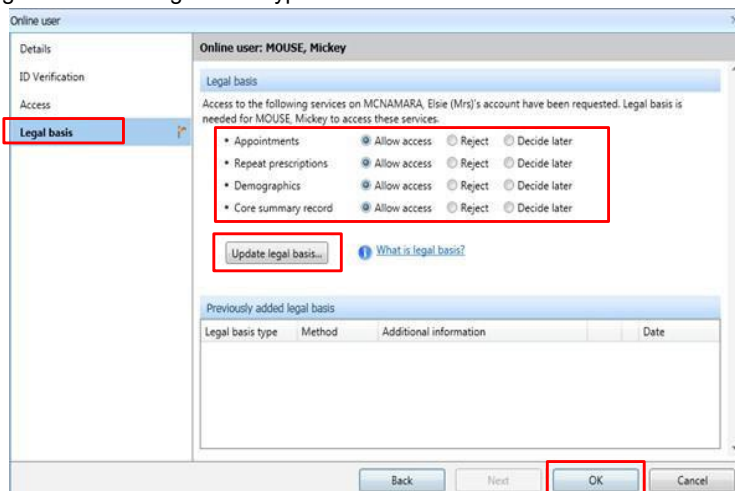 Online user
Details
ID Verification
Access
Legal basis
Online user: MOUSE, Mickey
Legal basis
Access to the following services on MCNAMARA, Elsie (Mrs)'s account have been requested. Legal basis is
needed for MOUSE, Mickey to access these services.
• Appointments Allow access Reject Decide later
• Repeat prescriptions Allow access Reject Decide later
• Demographics Allow access Reject Decide later
• Core summary record Allow access Reject Decide later
Update legal basis... What is legal basis?
Previously added legal basis
Legal basis type Method Additional information Date
Back Next OK Cancel